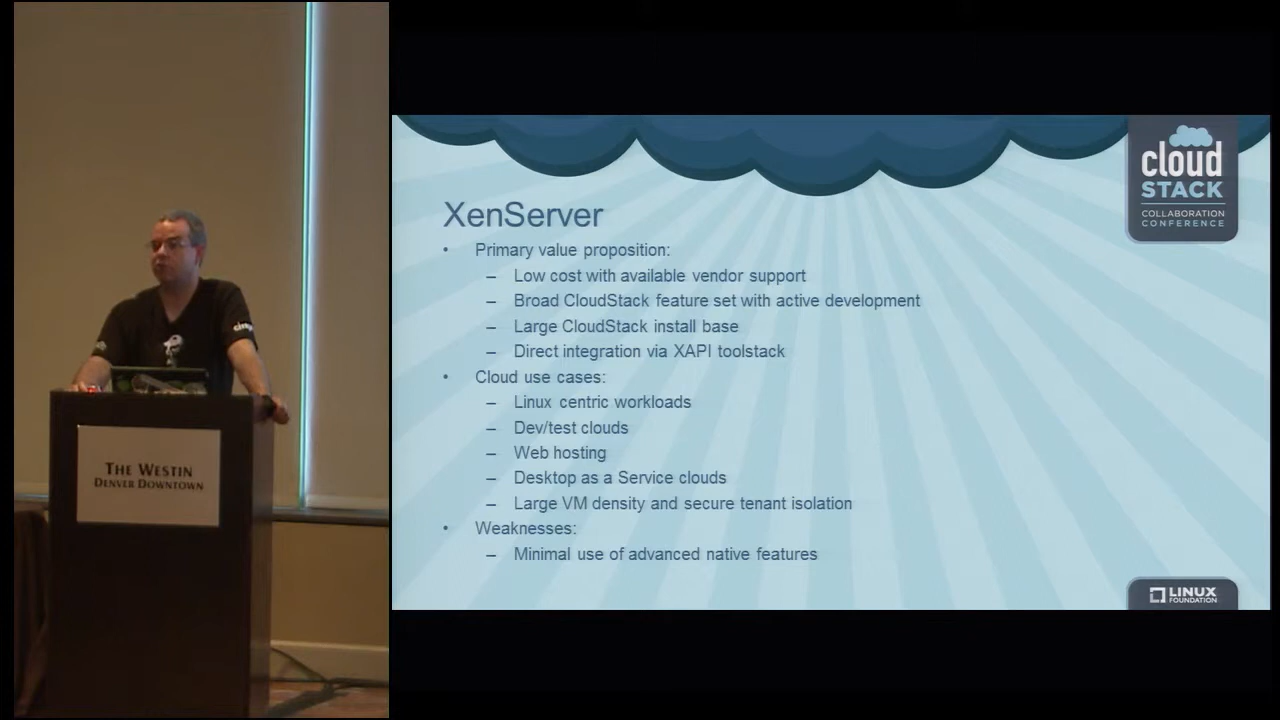 THE WESTIN
DENVER DOWNTOWN
cloud
STACK
COLLABORATION
CONFERENCE
XenServer
• Primary value proposition:
– Low cost with available vendor support
– Broad CloudStack feature set with active development
– Large CloudStack install base
– Direct integration via XAPI toolstack
• Cloud use cases:
– Linux centric workloads
– Dev/test clouds
– Web hosting
– Desktop as a Service clouds
– Large VM density and secure tenant isolation
• Weaknesses:
– Minimal use of advanced native features
LINUX
FOUNDATION